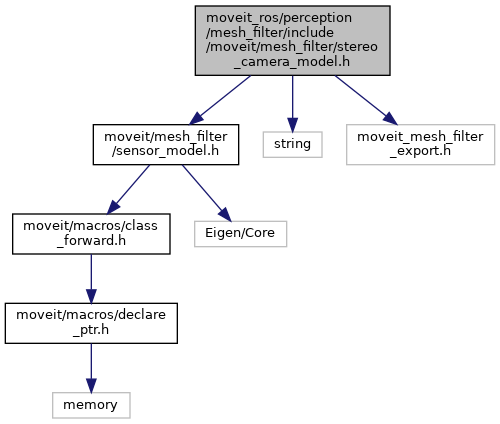 moveit_ros/perception
/mesh_filter/include
/moveit/mesh_filter/stereo
_camera_model.h
moveit/mesh_filter
/sensor_model.h
string
moveit_mesh_filter
_export.h
moveit/macros/class
_forward.h
Eigen/Core
moveit/macros/declare
_ptr.h
memory